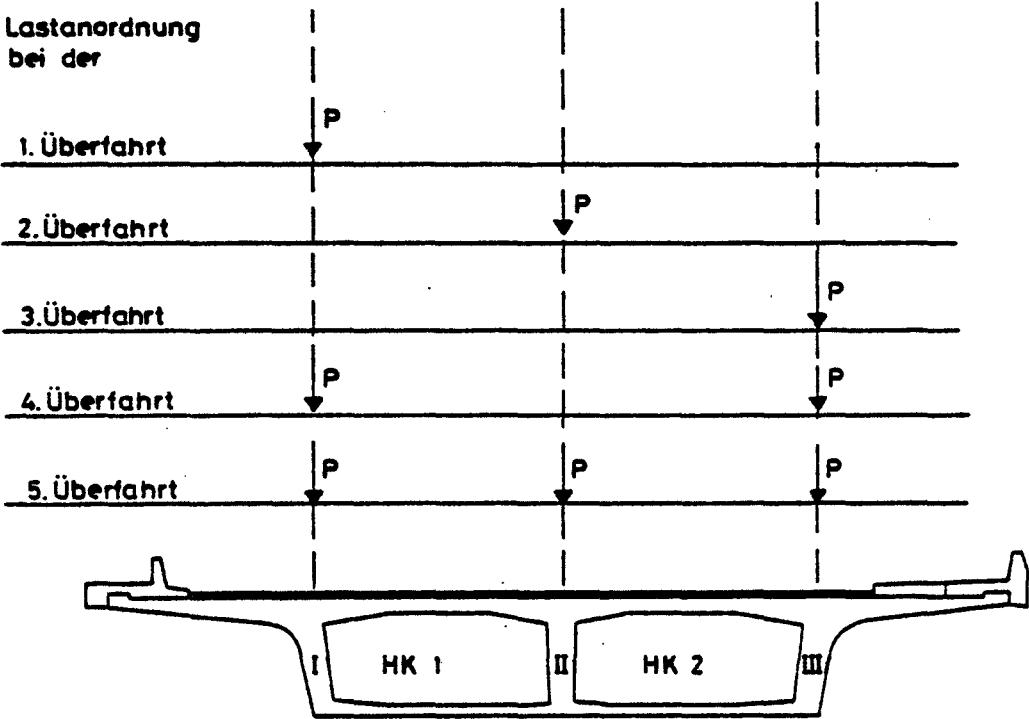 Lastanordnung
bei der
P
1. Überfahrt
P
2. Überfahrt
P
3. Überfahrt
P P
4. Überfahrt
P P P
5. Überfahrt
I HK 1 II HK 2 III